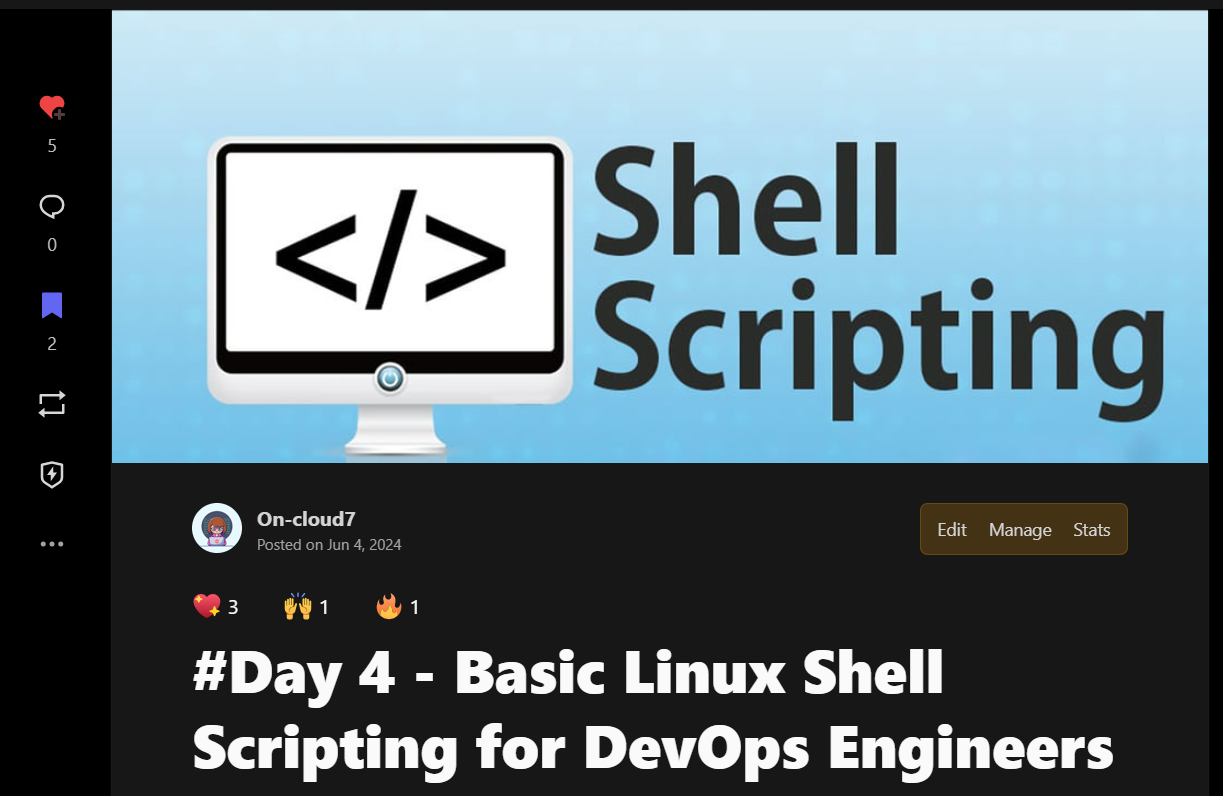 5
0
2
</>
Shell
Scripting
On-cloud7
Posted on Jun 4, 2024
Edit Manage Stats
3 1 1
#Day 4 - Basic Linux Shell
Scripting for DevOps Engineers